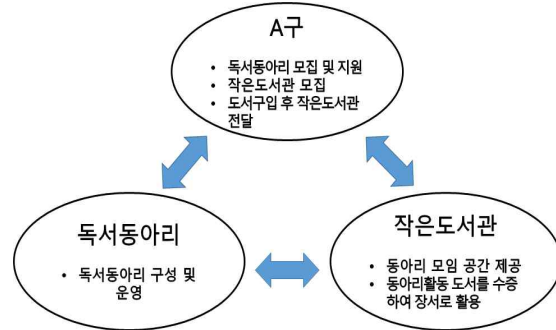 A구
• 독서동아리 모집 및 지원
• 작은도서관 모집
• 도서구입 후 작은도서관
전달
독서동아리
• 독서동아리 구성 및
운영
작은도서관
• 동아리 모임 공간 제공
• 동아리활동 도서를 수증
하여 장서로 활용